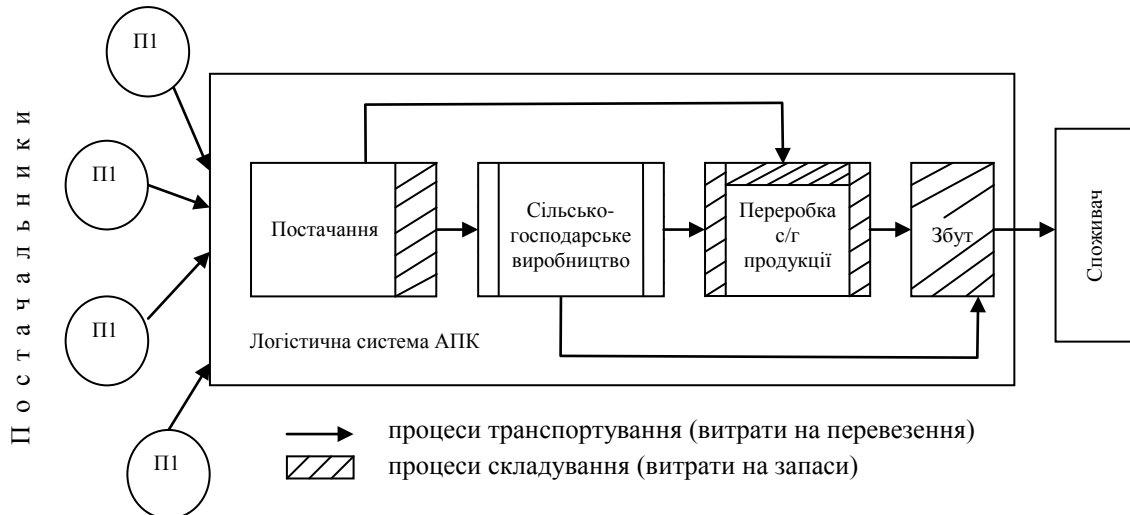 Постачальники
П1
П1
П1
П1
Постачання
Сільсько-
господарське
виробництво
Переробка
с/г
продукції
Збут
Споживач
Логістична система АПК
процеси транспортування (витрати на перевезення)
процеси складування (витрати на запаси)